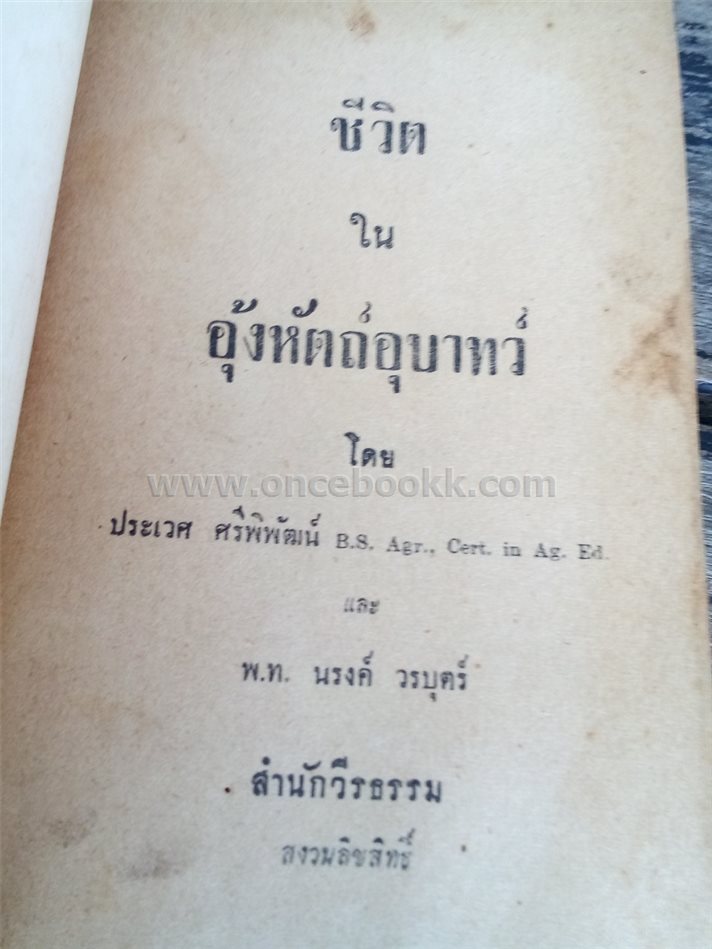 ชีวิต
ใน
อุ้งหัตถ์อุบาทว์
โดย
www.oncebookk.com
ประเวศ ศรีพิพัฒน์ B.S. Agr., Cert. in Ag. Ed.
และ
พ.ท. นรงค์ วรบุตร์
สำนักวีรธรรม
สงวนลิขสิทธิ์